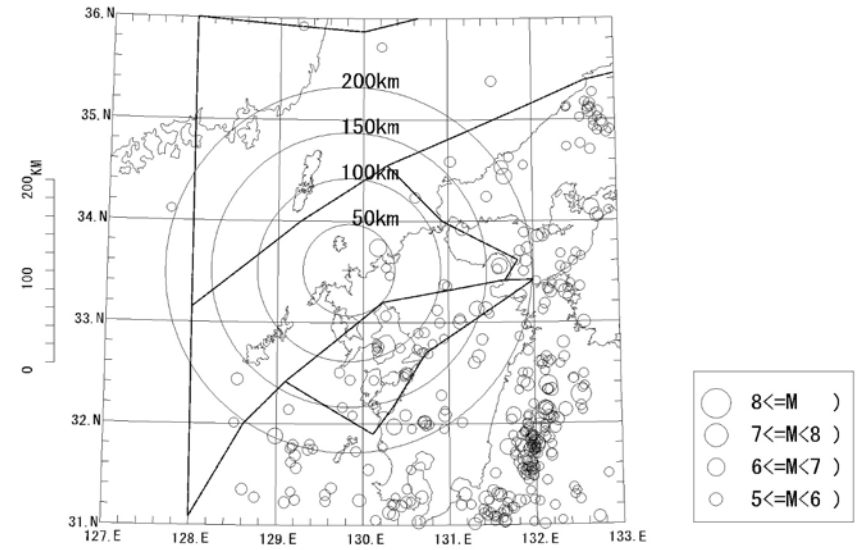 36.N
200km
35.N
150km
100km
200
KM
34.N
50km
100
33.N
0
8<=M )
32.N
7<=M<8 )
6<=M<7 )
5<=M<6 )
31.N
127.E 128.E 129.E 130.E 131.E 132.E 133.E